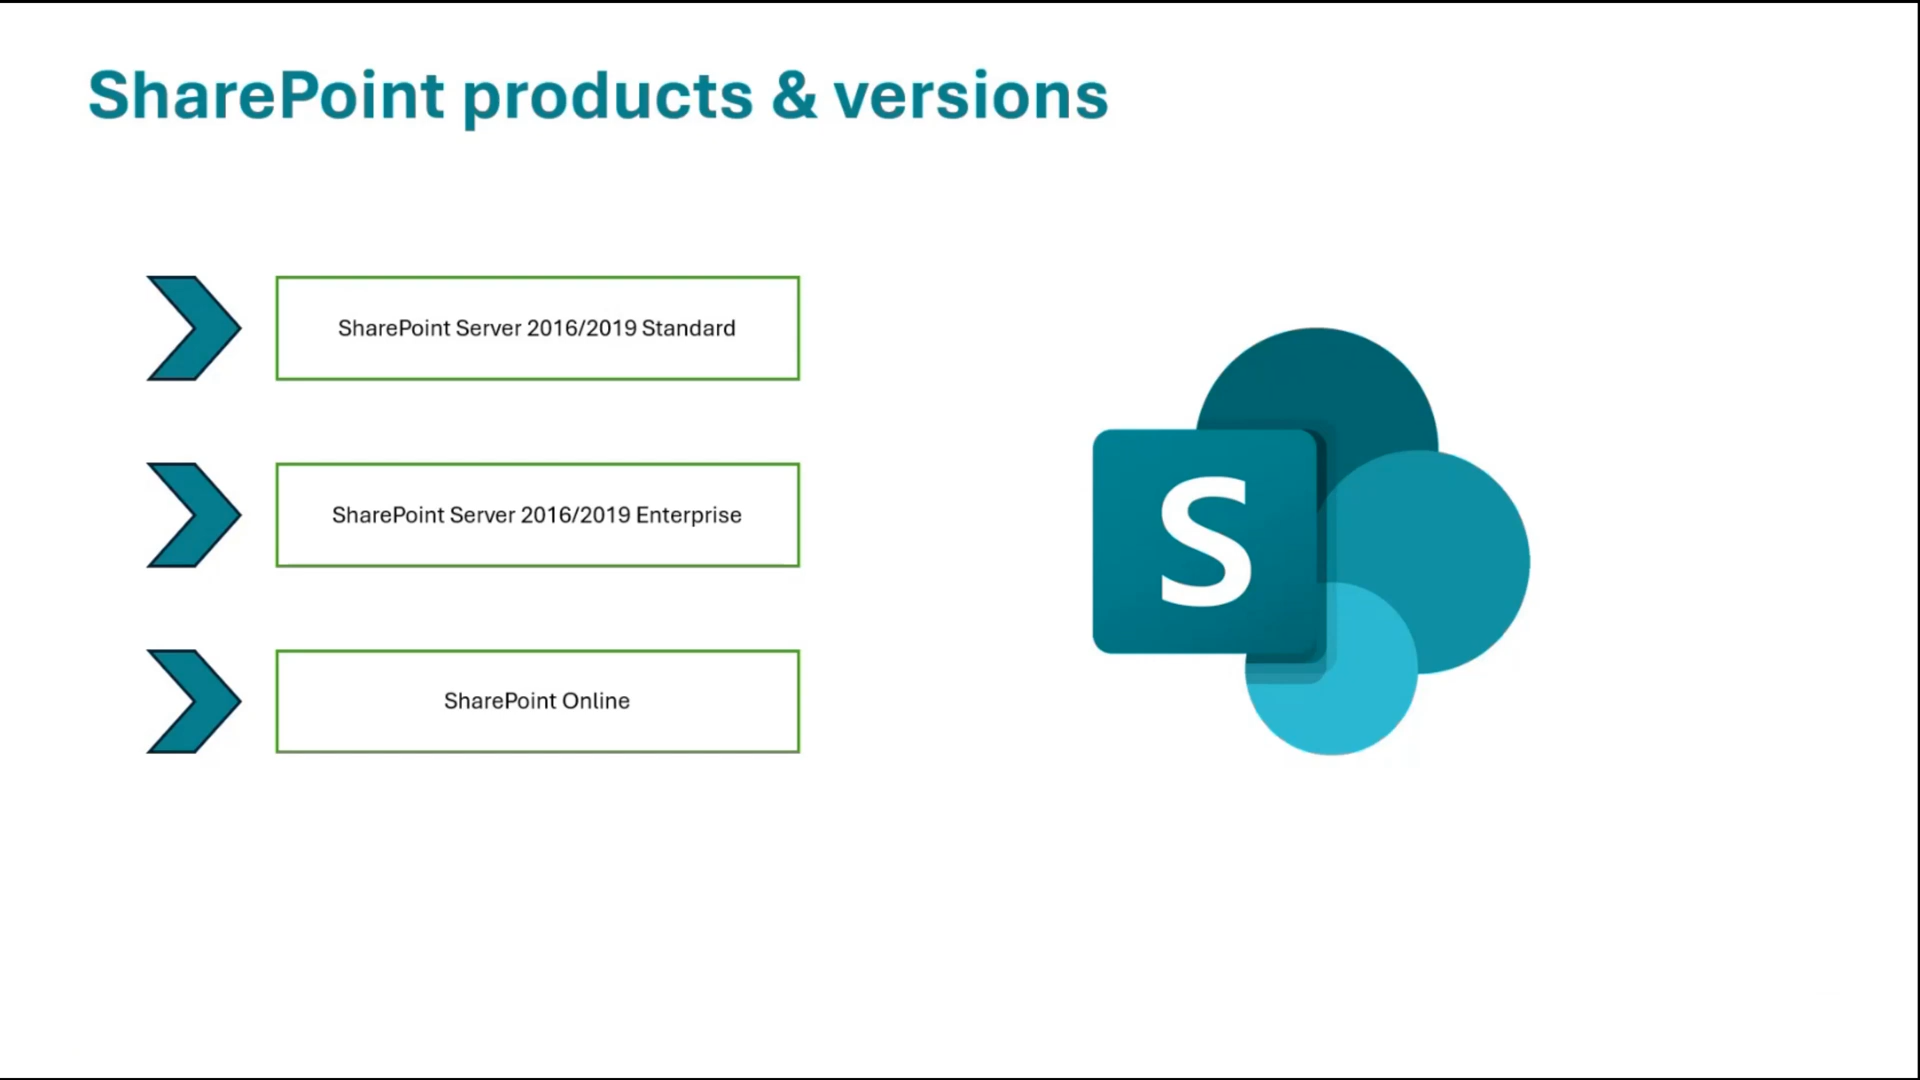 SharePoint products & versions
SharePoint Server 2016/2019 Standard
SharePoint Server 2016/2019 Enterprise
SharePoint Online
S